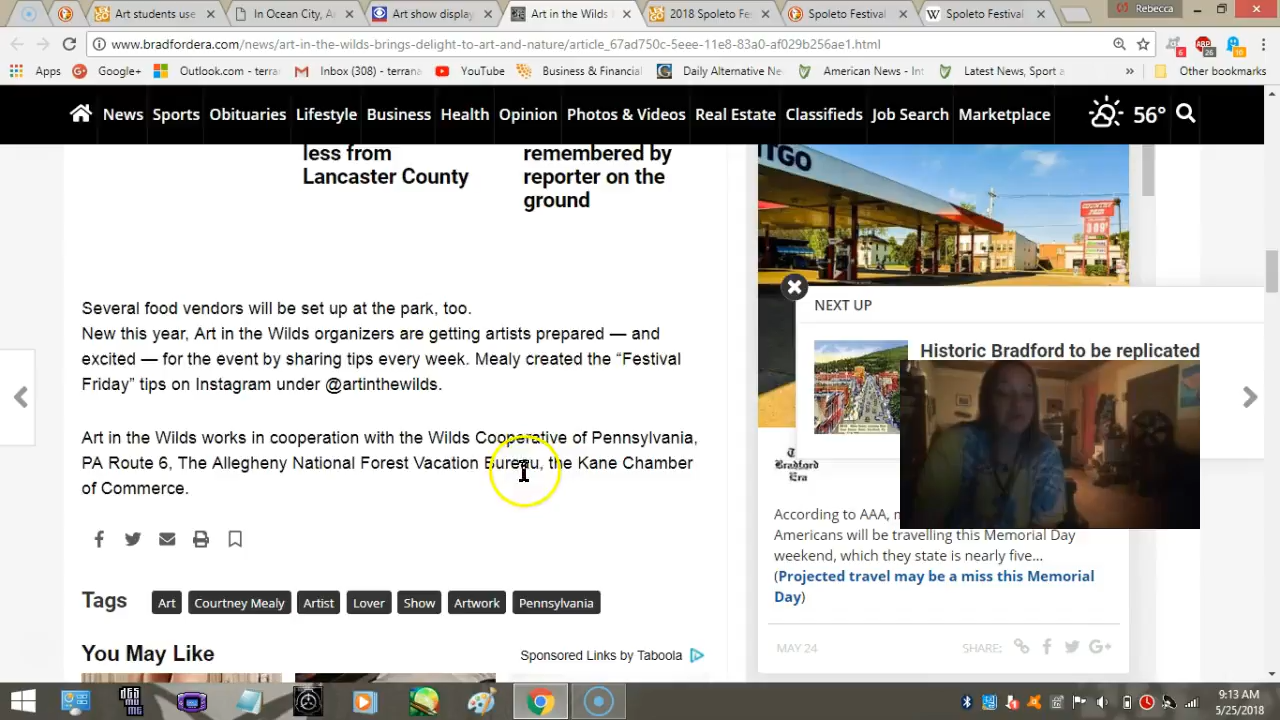 Art students use
In Ocean City, A
Art show display
Art in the Wilds
2018 Spoleto Fes
Spoleto Festival
Spoleto Festival
Rebecca
www.bradfordera.com/news/art-in-the-wilds-brings-delight-to-art-and-nature/article_67ad750c-5eee-11e8-83a0-af029b256ae1.html
6
26
10
Apps
Google+
Outlook.com - terra
Inbox (308) - terrana
YouTube
Business & Financial
Daily Alternative Ne
American News - Int
Latest News, Sport a
»
Other bookmarks
News Sports Obituaries Lifestyle Business Health Opinion Photos & Videos Real Estate Classifieds Job Search Marketplace
56°
less from
Lancaster County
remembered by
reporter on the
ground
Several food vendors will be set up at the park, too.
New this year, Art in the Wilds organizers are getting artists prepared — and
excited — for the event by sharing tips every week. Mealy created the “Festival
Friday” tips on Instagram under @artinthewilds.
Art in the Wilds works in cooperation with the Wilds Cooperative of Pennsylvania,
PA Route 6, The Allegheny National Forest Vacation Bureau, the Kane Chamber
of Commerce.
Tags Art Courtney Mealy Artist Lover Show Artwork Pennsylvania
You May Like
Sponsored Links by Taboola
ITGO
NEXT UP
Historic Bradford to be replicated
Bradford
Era
According to AAA,
Americans will be travelling this Memorial Day
weekend, which they state is nearly five…
(Projected travel may be a miss this Memorial
Day)
MAY 24
SHARE:
9:13 AM
5/25/2018